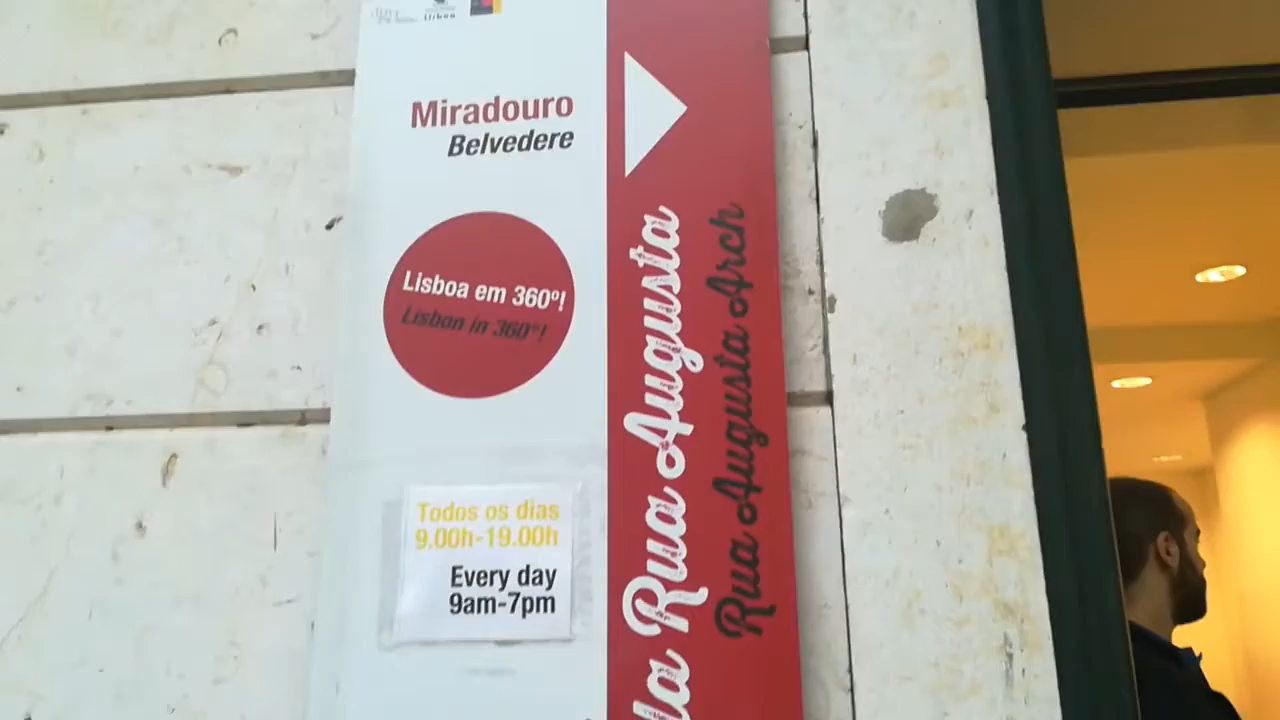 Lisboa
Miradouro
Belvedere
Lisboa em 360º!
Lisbon in 360º!
Todos os dias
9.00h-19.00h
Every day
9am-7pm
da Rua Augusta
Rua Augusta Arch